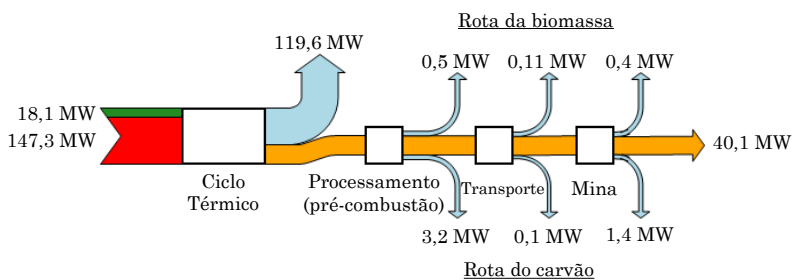 Rota da biomassa
119,6 MW
0,5 MW
0,11 MW
0,4 MW
18,1 MW
147,3 MW
40,1 MW
Ciclo
Térmico
Processamento
(pré-combustão)
Transporte
Mina
3,2 MW
0,1 MW
1,4 MW
Rota do carvão